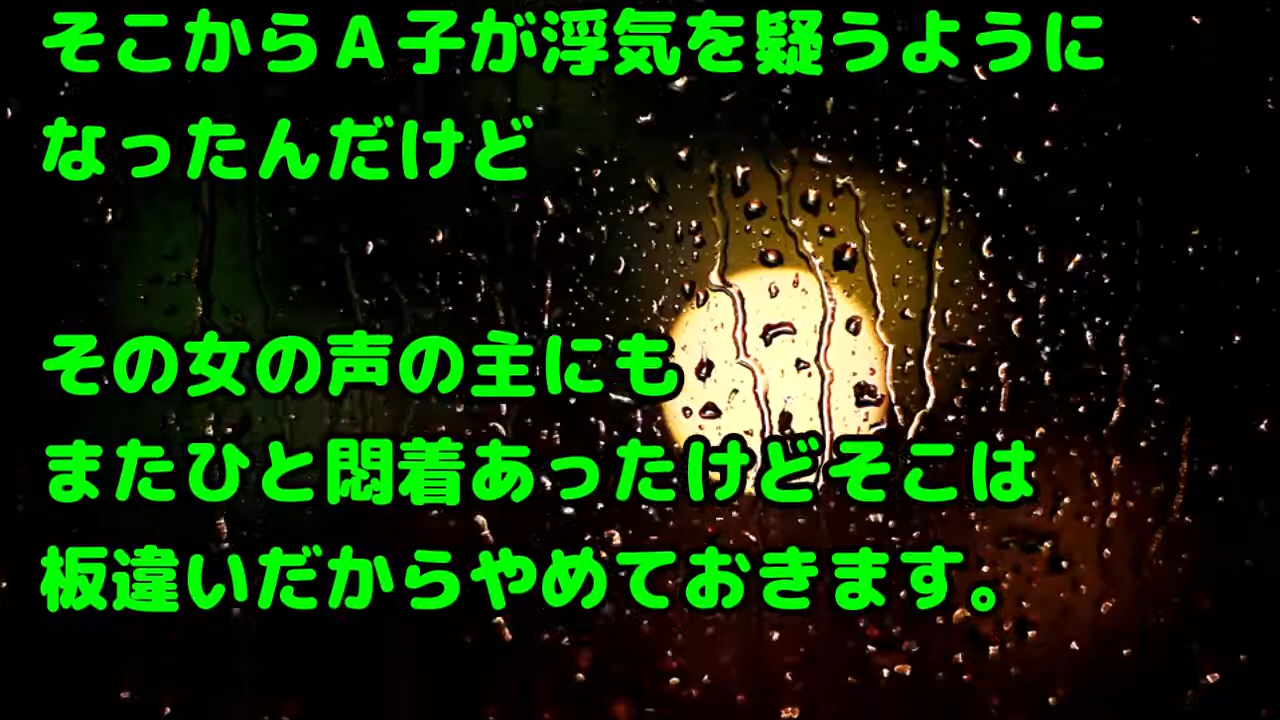 そこからＡ子が浮気を疑うように
なったんだけど
その女の声の主にも
またひと悶着あったけどそこは
板違いだからやめておきます。